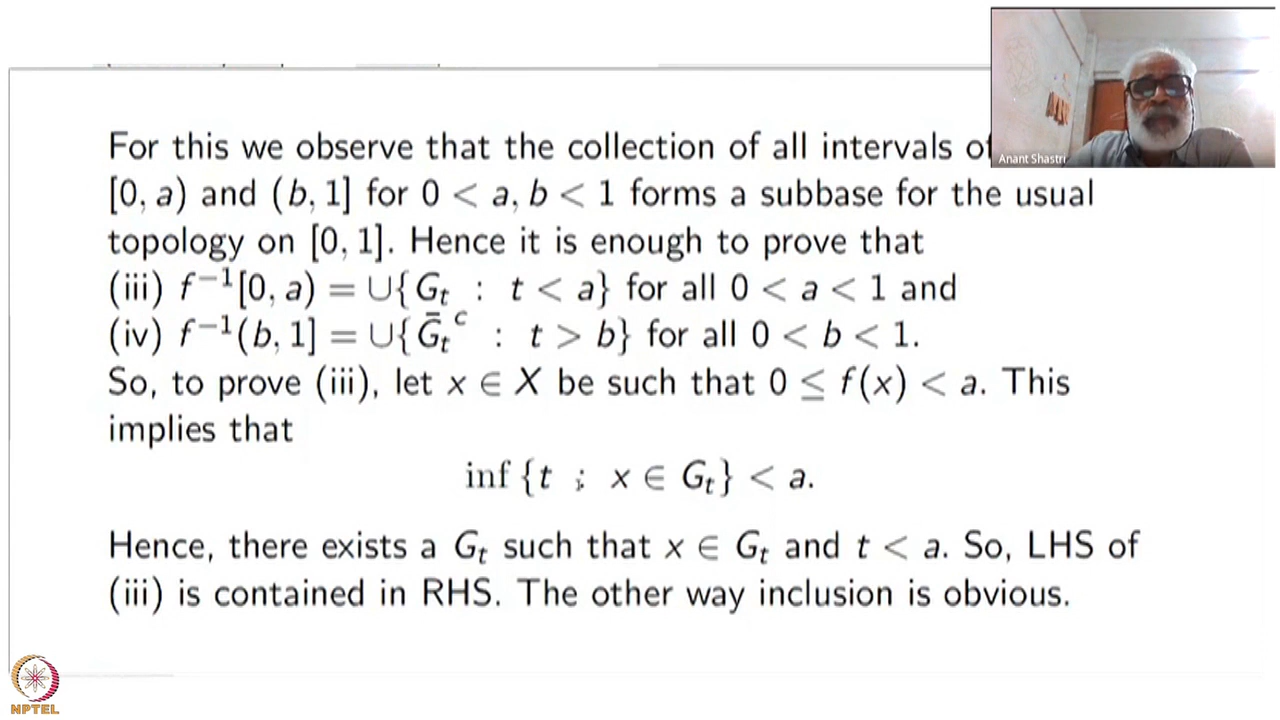 For this we observe that the collection of all intervals of
[0, a) and (b, 1] for 0 < a, b < 1 forms a subbase for the usual
topology on [0, 1]. Hence it is enough to prove that
(iii) f⁻¹[0, a) = ∪{G_t : t < a} for all 0 < a < 1 and
(iv) f⁻¹(b, 1] = ∪{Ḡ_t^c : t > b} for all 0 < b < 1.
So, to prove (iii), let x ∈ X be such that 0 ≤ f(x) < a. This
implies that
inf {t ; x ∈ G_t} < a.
Hence, there exists a G_t such that x ∈ G_t and t < a. So, LHS of
(iii) is contained in RHS. The other way inclusion is obvious.
Anant Shastri
NPTEL